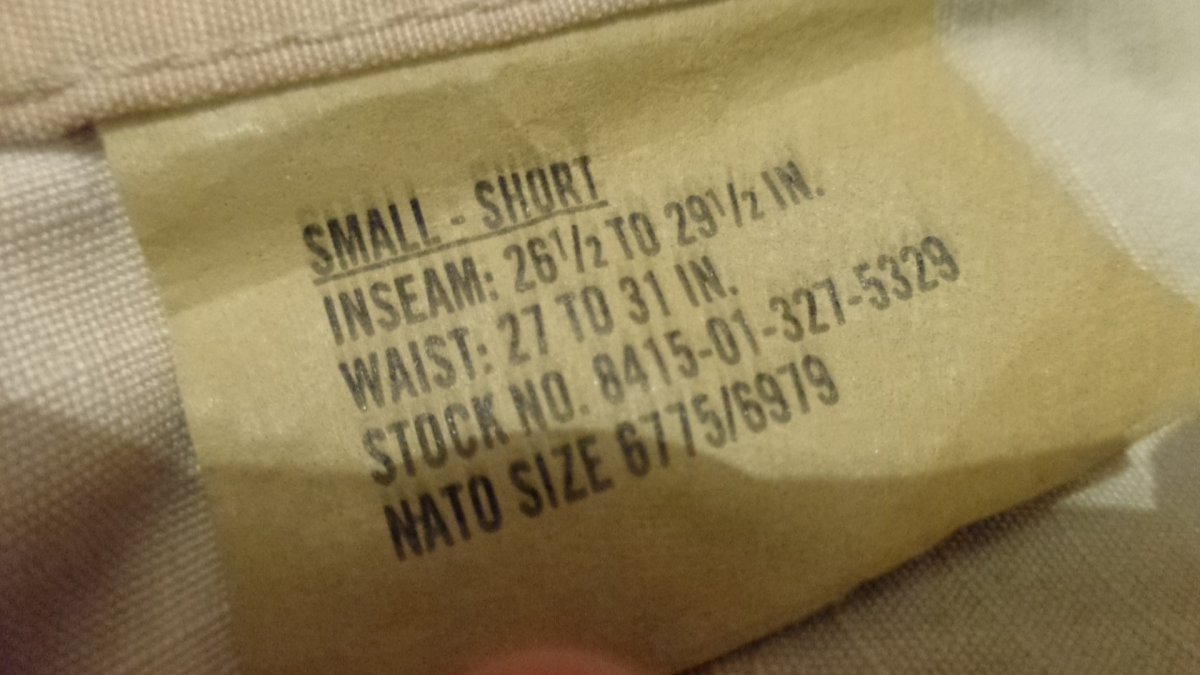 SMALL - SHORT
INSEAM: 26½ TO 29½ IN.
WAIST: 27 TO 31 IN.
STOCK NO. 8415-01-327-5329
NATO SIZE 6775/6979